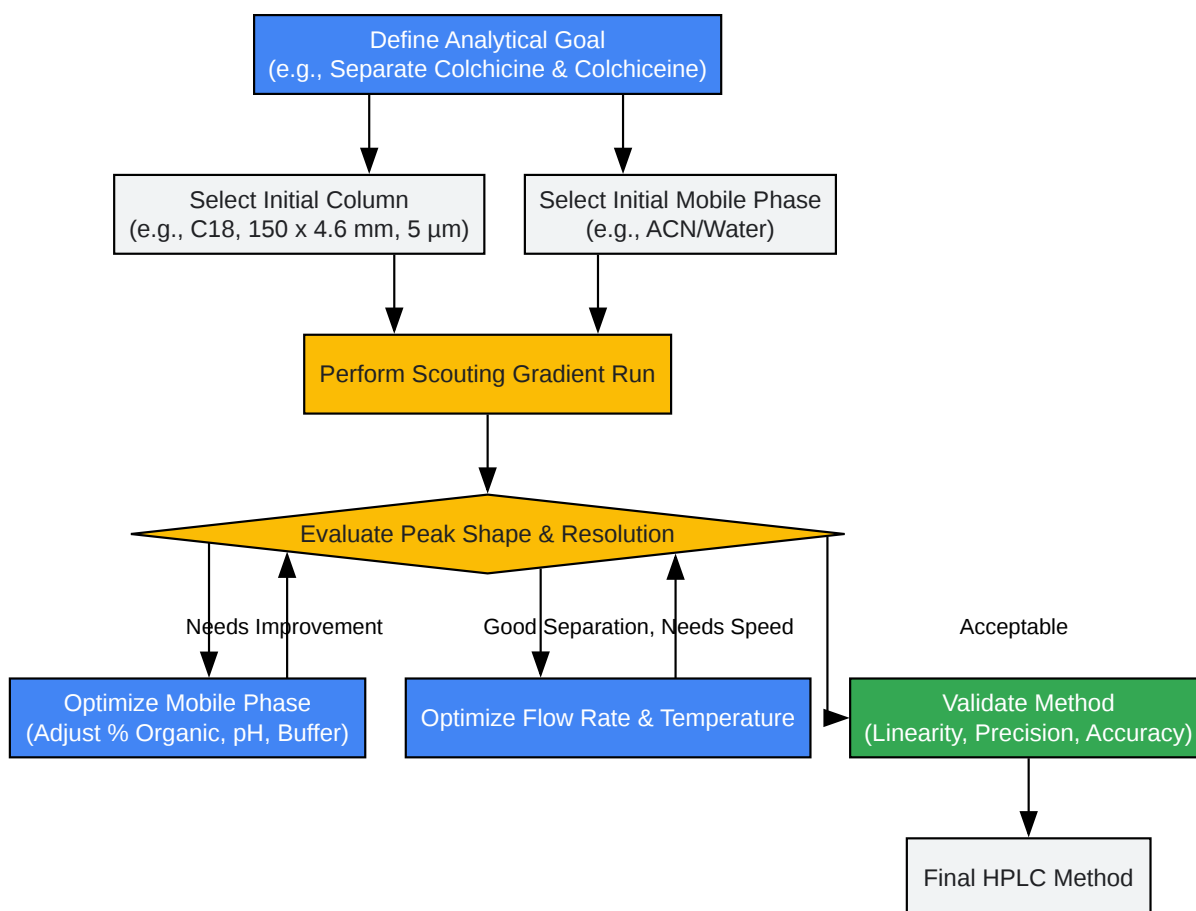 Define Analytical Goal
(e.g., Separate Colchicine & Colchiceine)
Select Initial Column
(e.g., C18, 150 x 4.6 mm, 5 µm)
Select Initial Mobile Phase
(e.g., ACN/Water)
Perform Scouting Gradient Run
Evaluate Peak Shape & Resolution
Needs Improvement
Good Separation, Needs Speed
Acceptable
Optimize Mobile Phase
(Adjust % Organic, pH, Buffer)
Optimize Flow Rate & Temperature
Validate Method
(Linearity, Precision, Accuracy)
Final HPLC Method